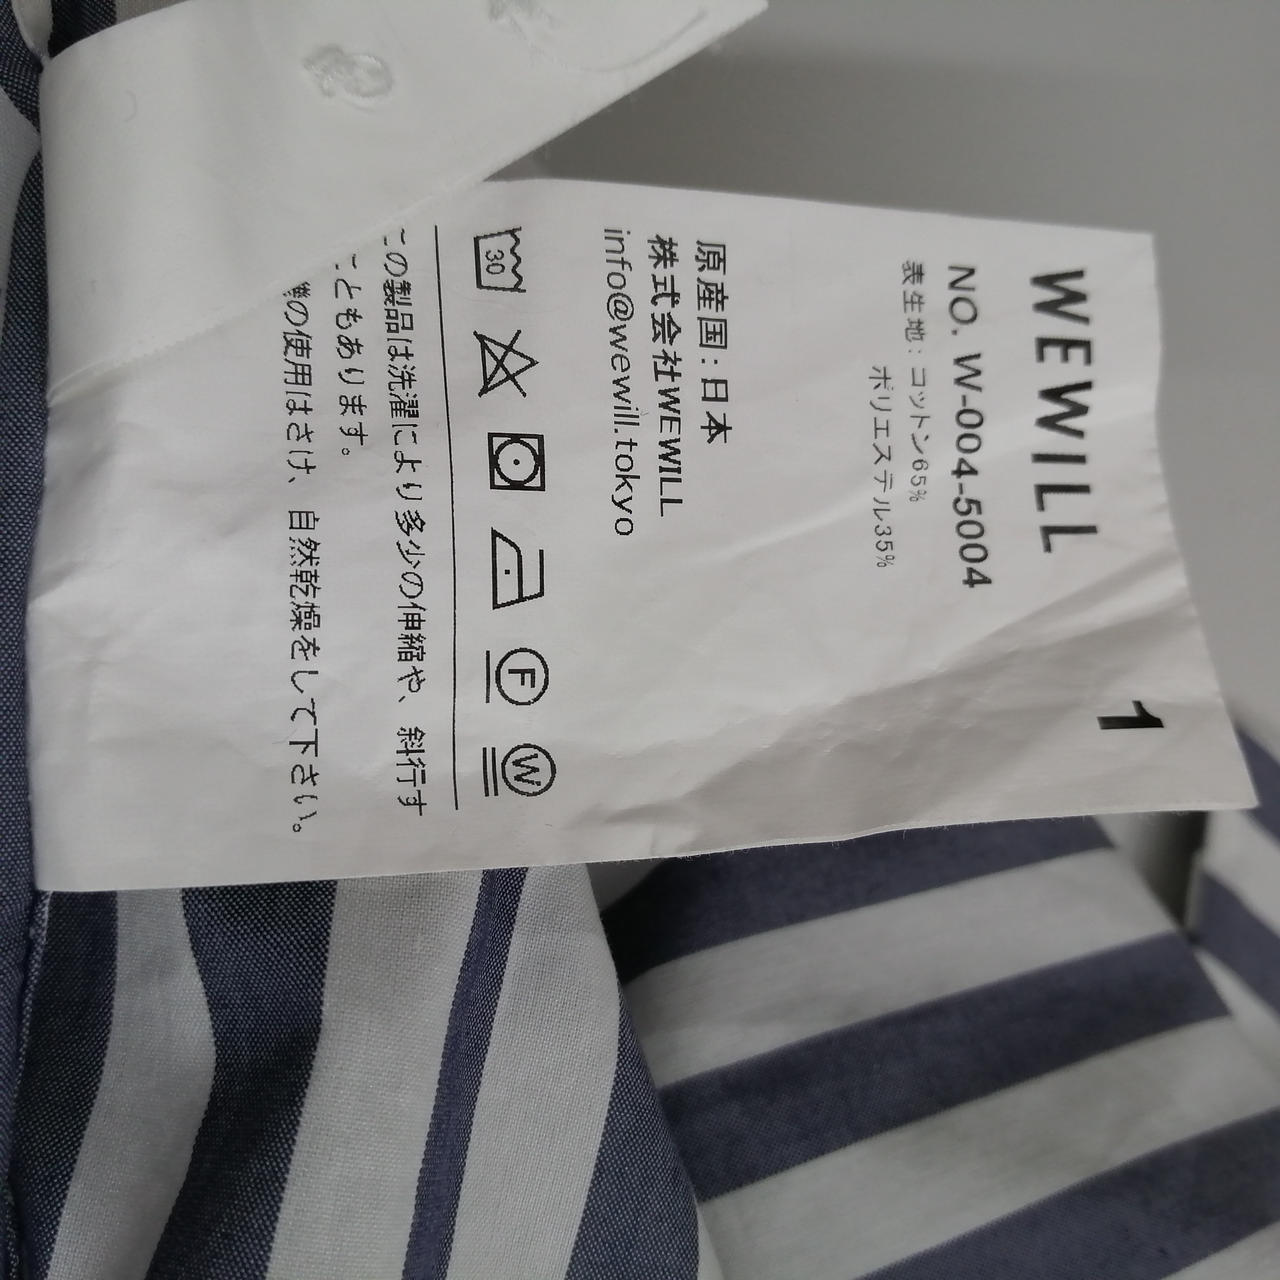 WEWILL
1
NO. W-004-5004
表生地: コットン65%
ポリエステル35%
原産国: 日本
株式会社WEWILL
info@wewill.tokyo
30
F
W
この製品は洗濯により多少の伸縮や、斜行す
こともあります。
の使用はさけ、自然乾燥をして下さい。